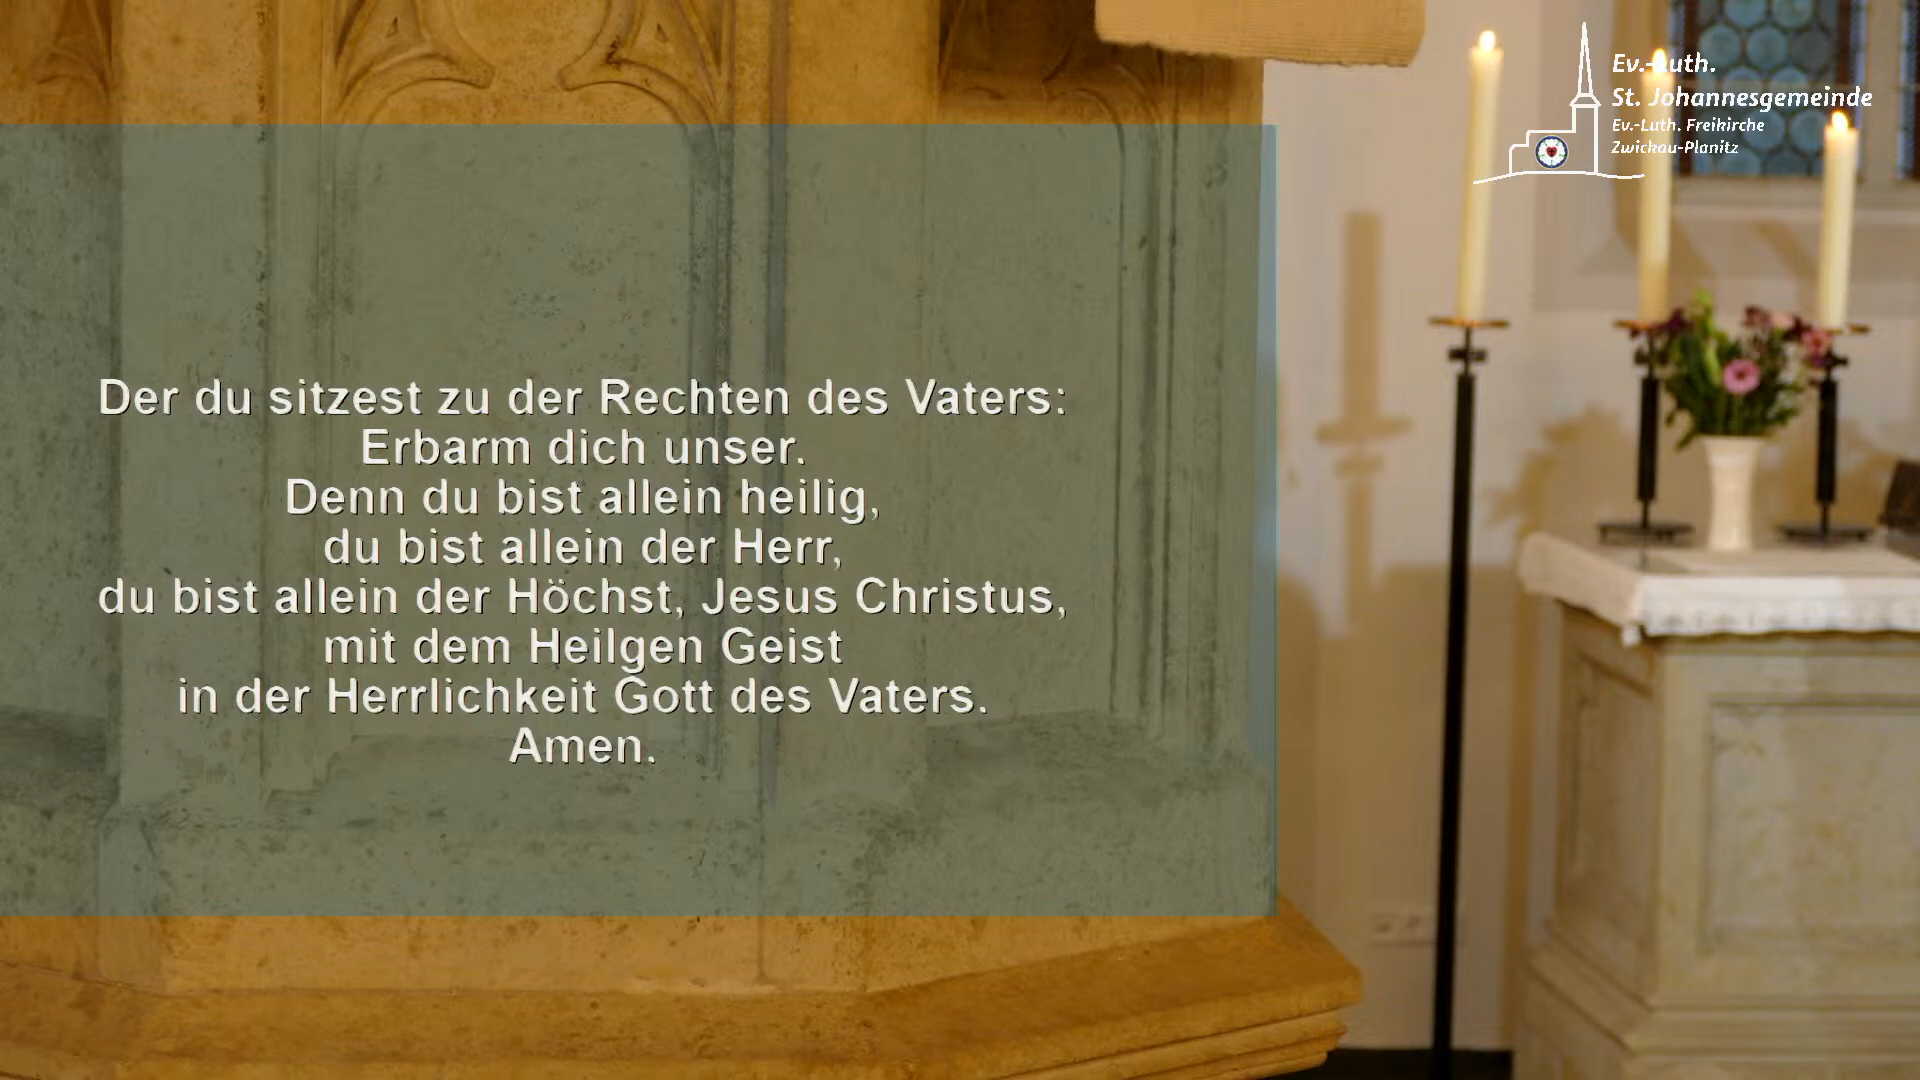 Ev.-Luth.
St. Johannesgemeinde
Ev.-Luth. Freikirche
Zwickau-Planitz
Der du sitzest zu der Rechten des Vaters:
Erbarm dich unser.
Denn du bist allein heilig,
du bist allein der Herr,
du bist allein der Höchst, Jesus Christus,
mit dem Heilgen Geist
in der Herrlichkeit Gott des Vaters.
Amen.